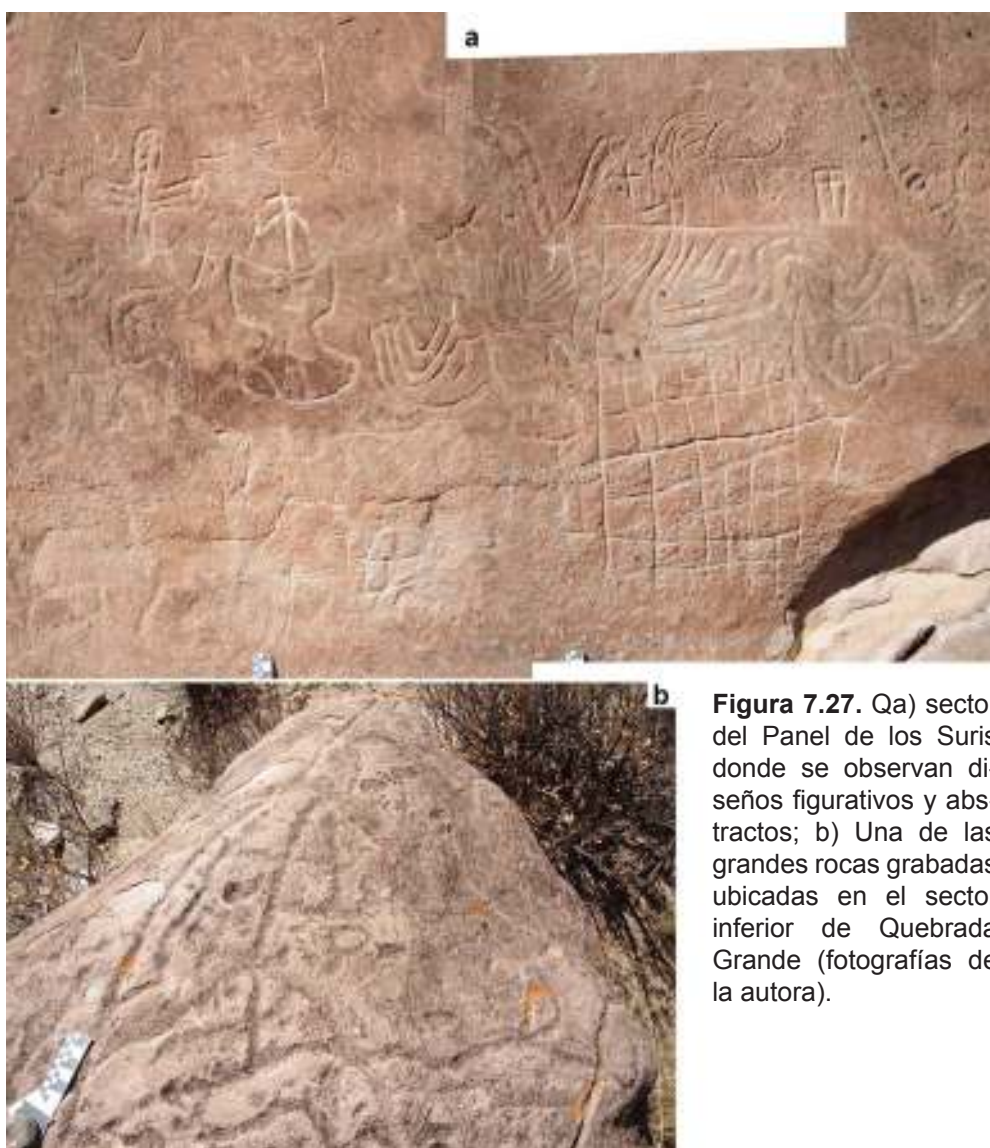 a
b
Figura 7.27. Qa) secto
del Panel de los Suris
donde se observan di-
seños figurativos y abs-
tractos; b) Una de las
grandes rocas grabadas
ubicadas en el secto
inferior de Quebrada
Grande (fotografías de
la autora).